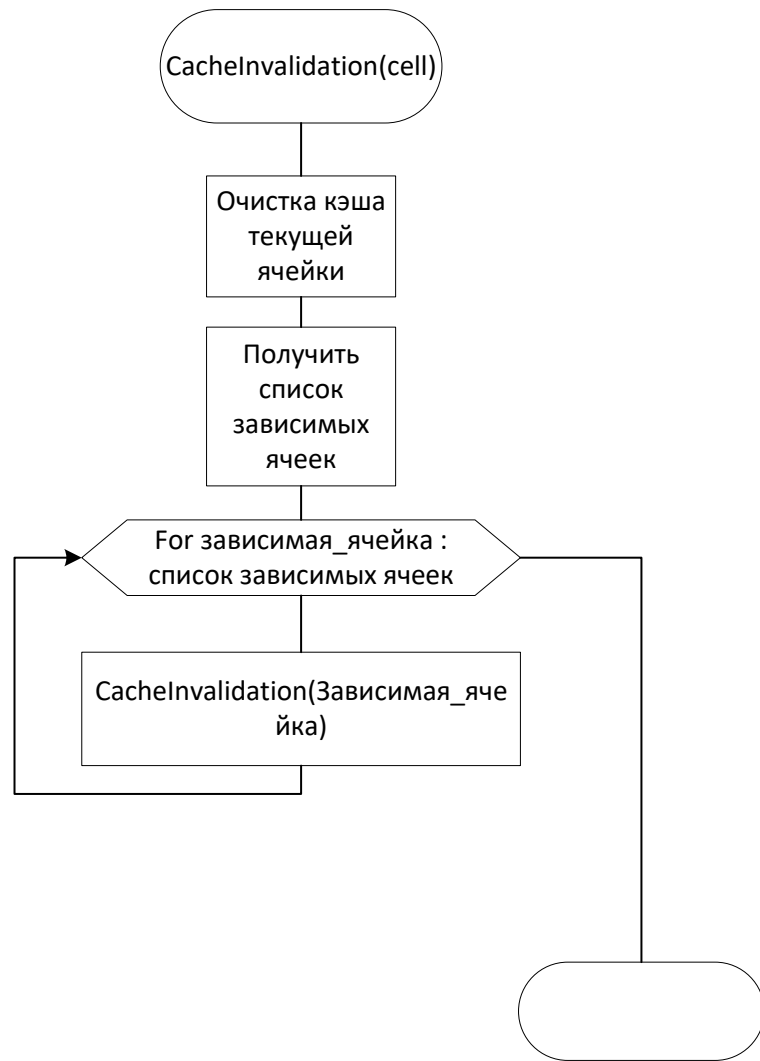 CacheInvalidation(cell)
Очистка кэша
текущей
ячейки
Получить
список
зависимых
ячеек
For зависимая_ячейка :
список зависимых ячеек
CacheInvalidation(Зависимая_яче
йка)